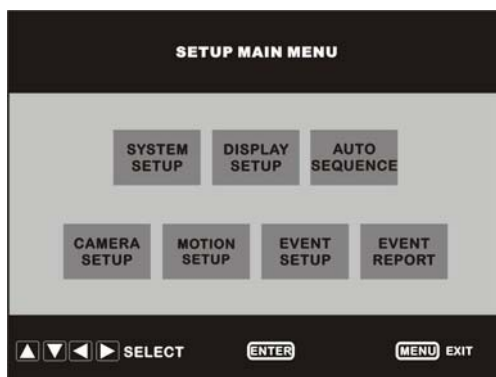 SETUP MAIN MENU
SYSTEM SETUP
DISPLAY SETUP
AUTO SEQUENCE
CAMERA SETUP
MOTION SETUP
EVENT SETUP
EVENT REPORT
SELECT
ENTER
MENU EXIT